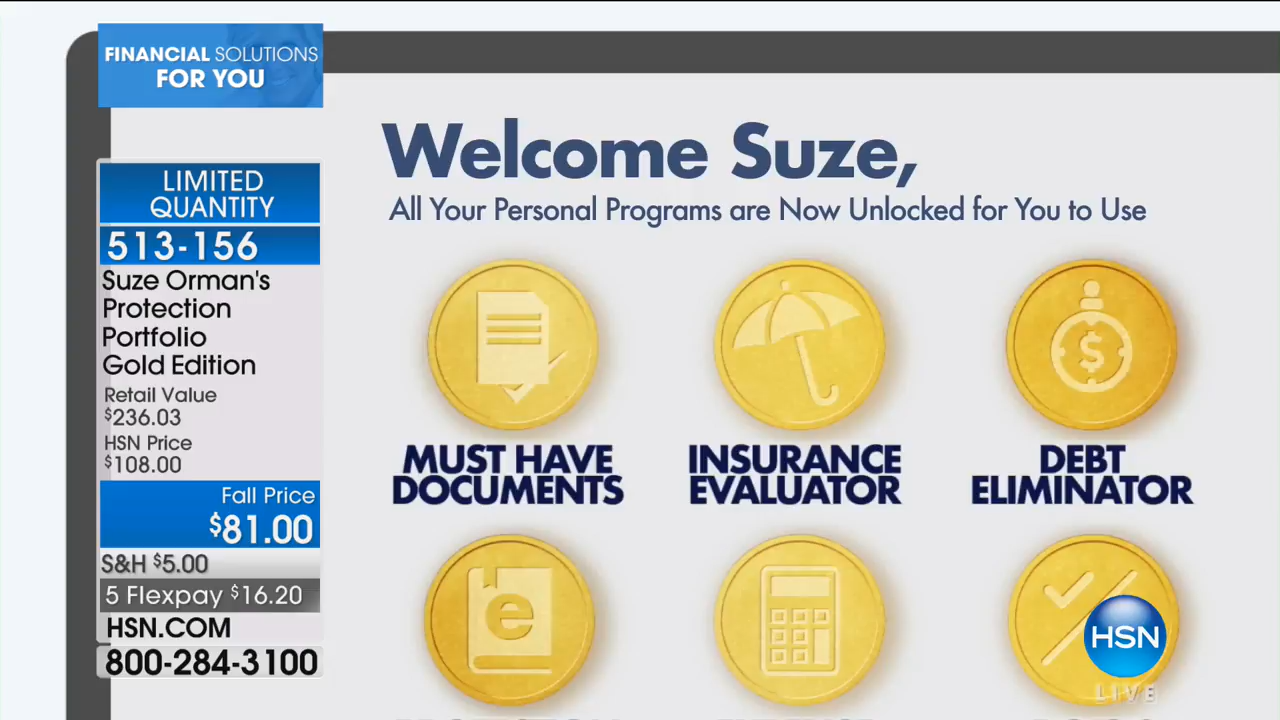 FINANCIAL SOLUTIONS
FOR YOU
LIMITED
QUANTITY
513-156
Suze Orman's
Protection
Portfolio
Gold Edition
Retail Value
$236.03
HSN Price
$108.00
Fall Price
$81.00
S&H $5.00
5 Flexpay $16.20
HSN.COM
800-284-3100
Welcome Suze,
All Your Personal Programs are Now Unlocked for You to Use
MUST HAVE
DOCUMENTS
INSURANCE
EVALUATOR
DEBT
ELIMINATOR
$
e
HSN
LIVE